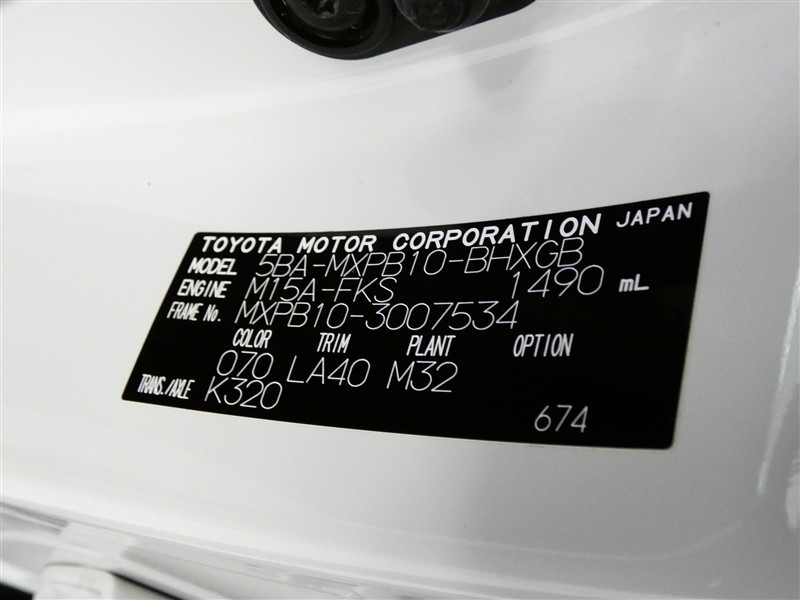 TOYOTA MOTOR CORPORATION JAPAN
MODEL 5BA-MXPB10-BHXGB
ENGINE M15A-FKS 1490 mL
FRAME No. MXPB10-3007534
COLOR TRIM PLANT OPTION
070 LA40 M32
TRANS./AXLE K320
674